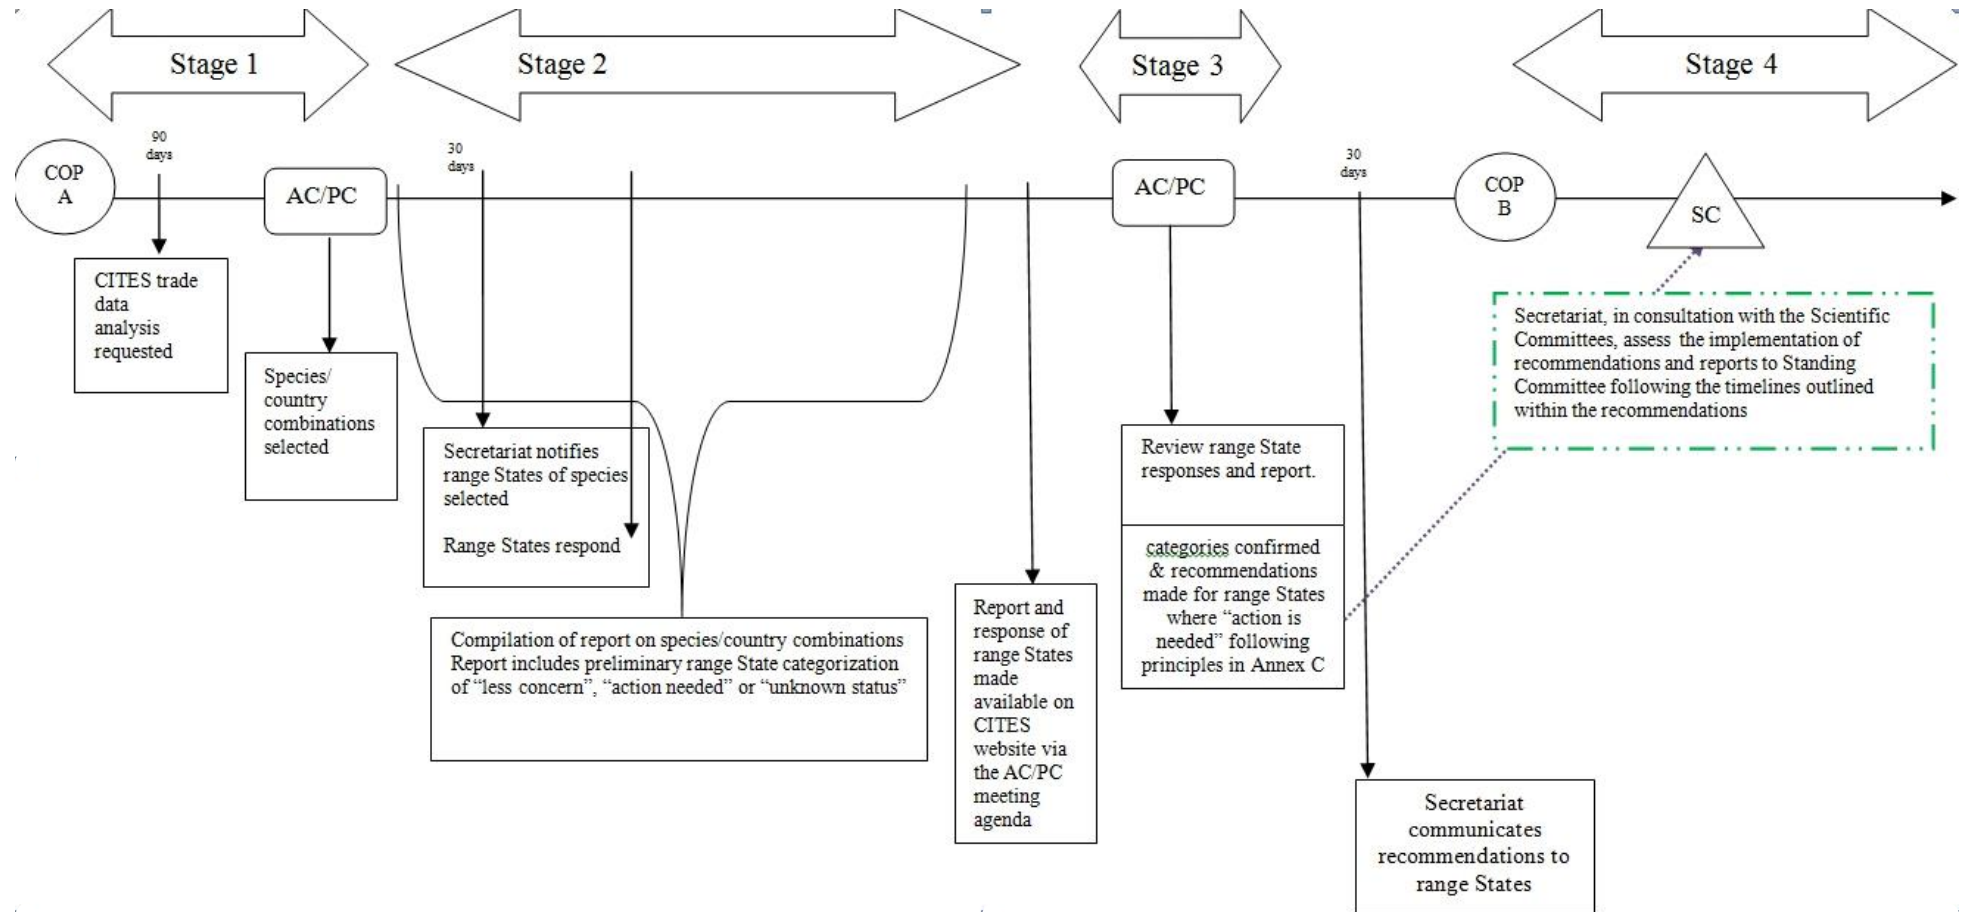 Stage 1
Stage 2
Stage 3
Stage 4
COP
A
90
days
AC/PC
30
days
AC/PC
30
days
COP
B
SC
CITES trade
data
analysis
requested
Species/
country
combinations
selected
Secretariat notifies
range States of species
selected
Range States respond
Compilation of report on species/country combinations
Report includes preliminary range State categorization
of “less concern”, “action needed” or “unknown status”
Report and
response of
range States
made
available on
CITES
website via
the AC/PC
meeting
agenda
Review range State
responses and report.
categories confirmed
& recommendations
made for range States
where “action is
needed” following
principles in Annex C
Secretariat
communicates
recommendations to
range States
Secretariat, in consultation with the Scientific
Committees, assess the implementation of
recommendations and reports to Standing
Committee following the timelines outlined
within the recommendations